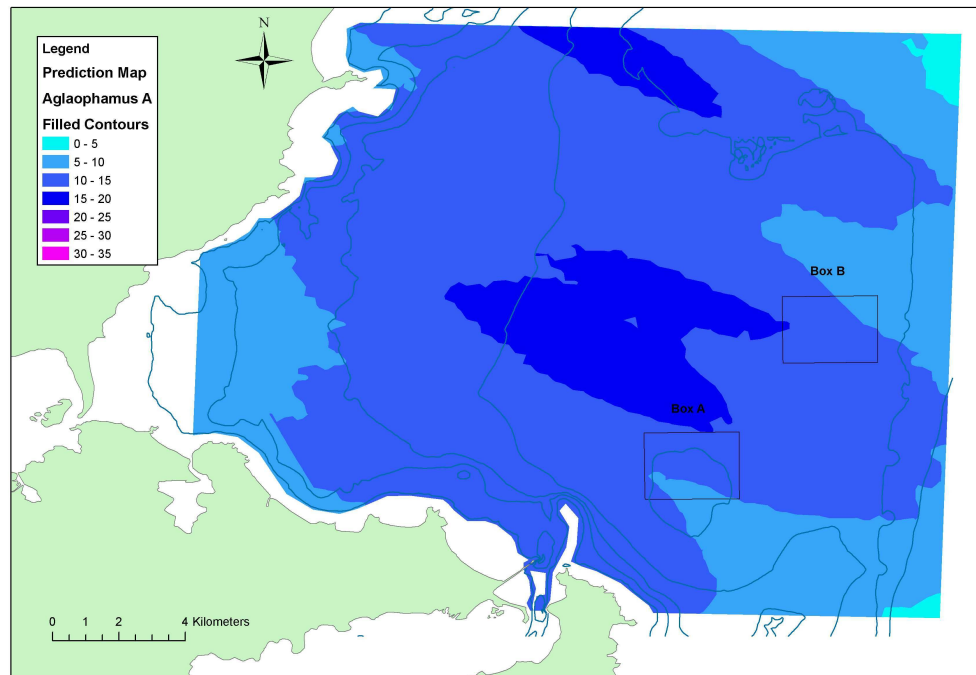 N
Legend
Prediction Map
Aglaophamus A
Filled Contours
0 - 5
5 - 10
10 - 15
15 - 20
20 - 25
25 - 30
30 - 35
Box B
Box A
0 1 2 4 Kilometers